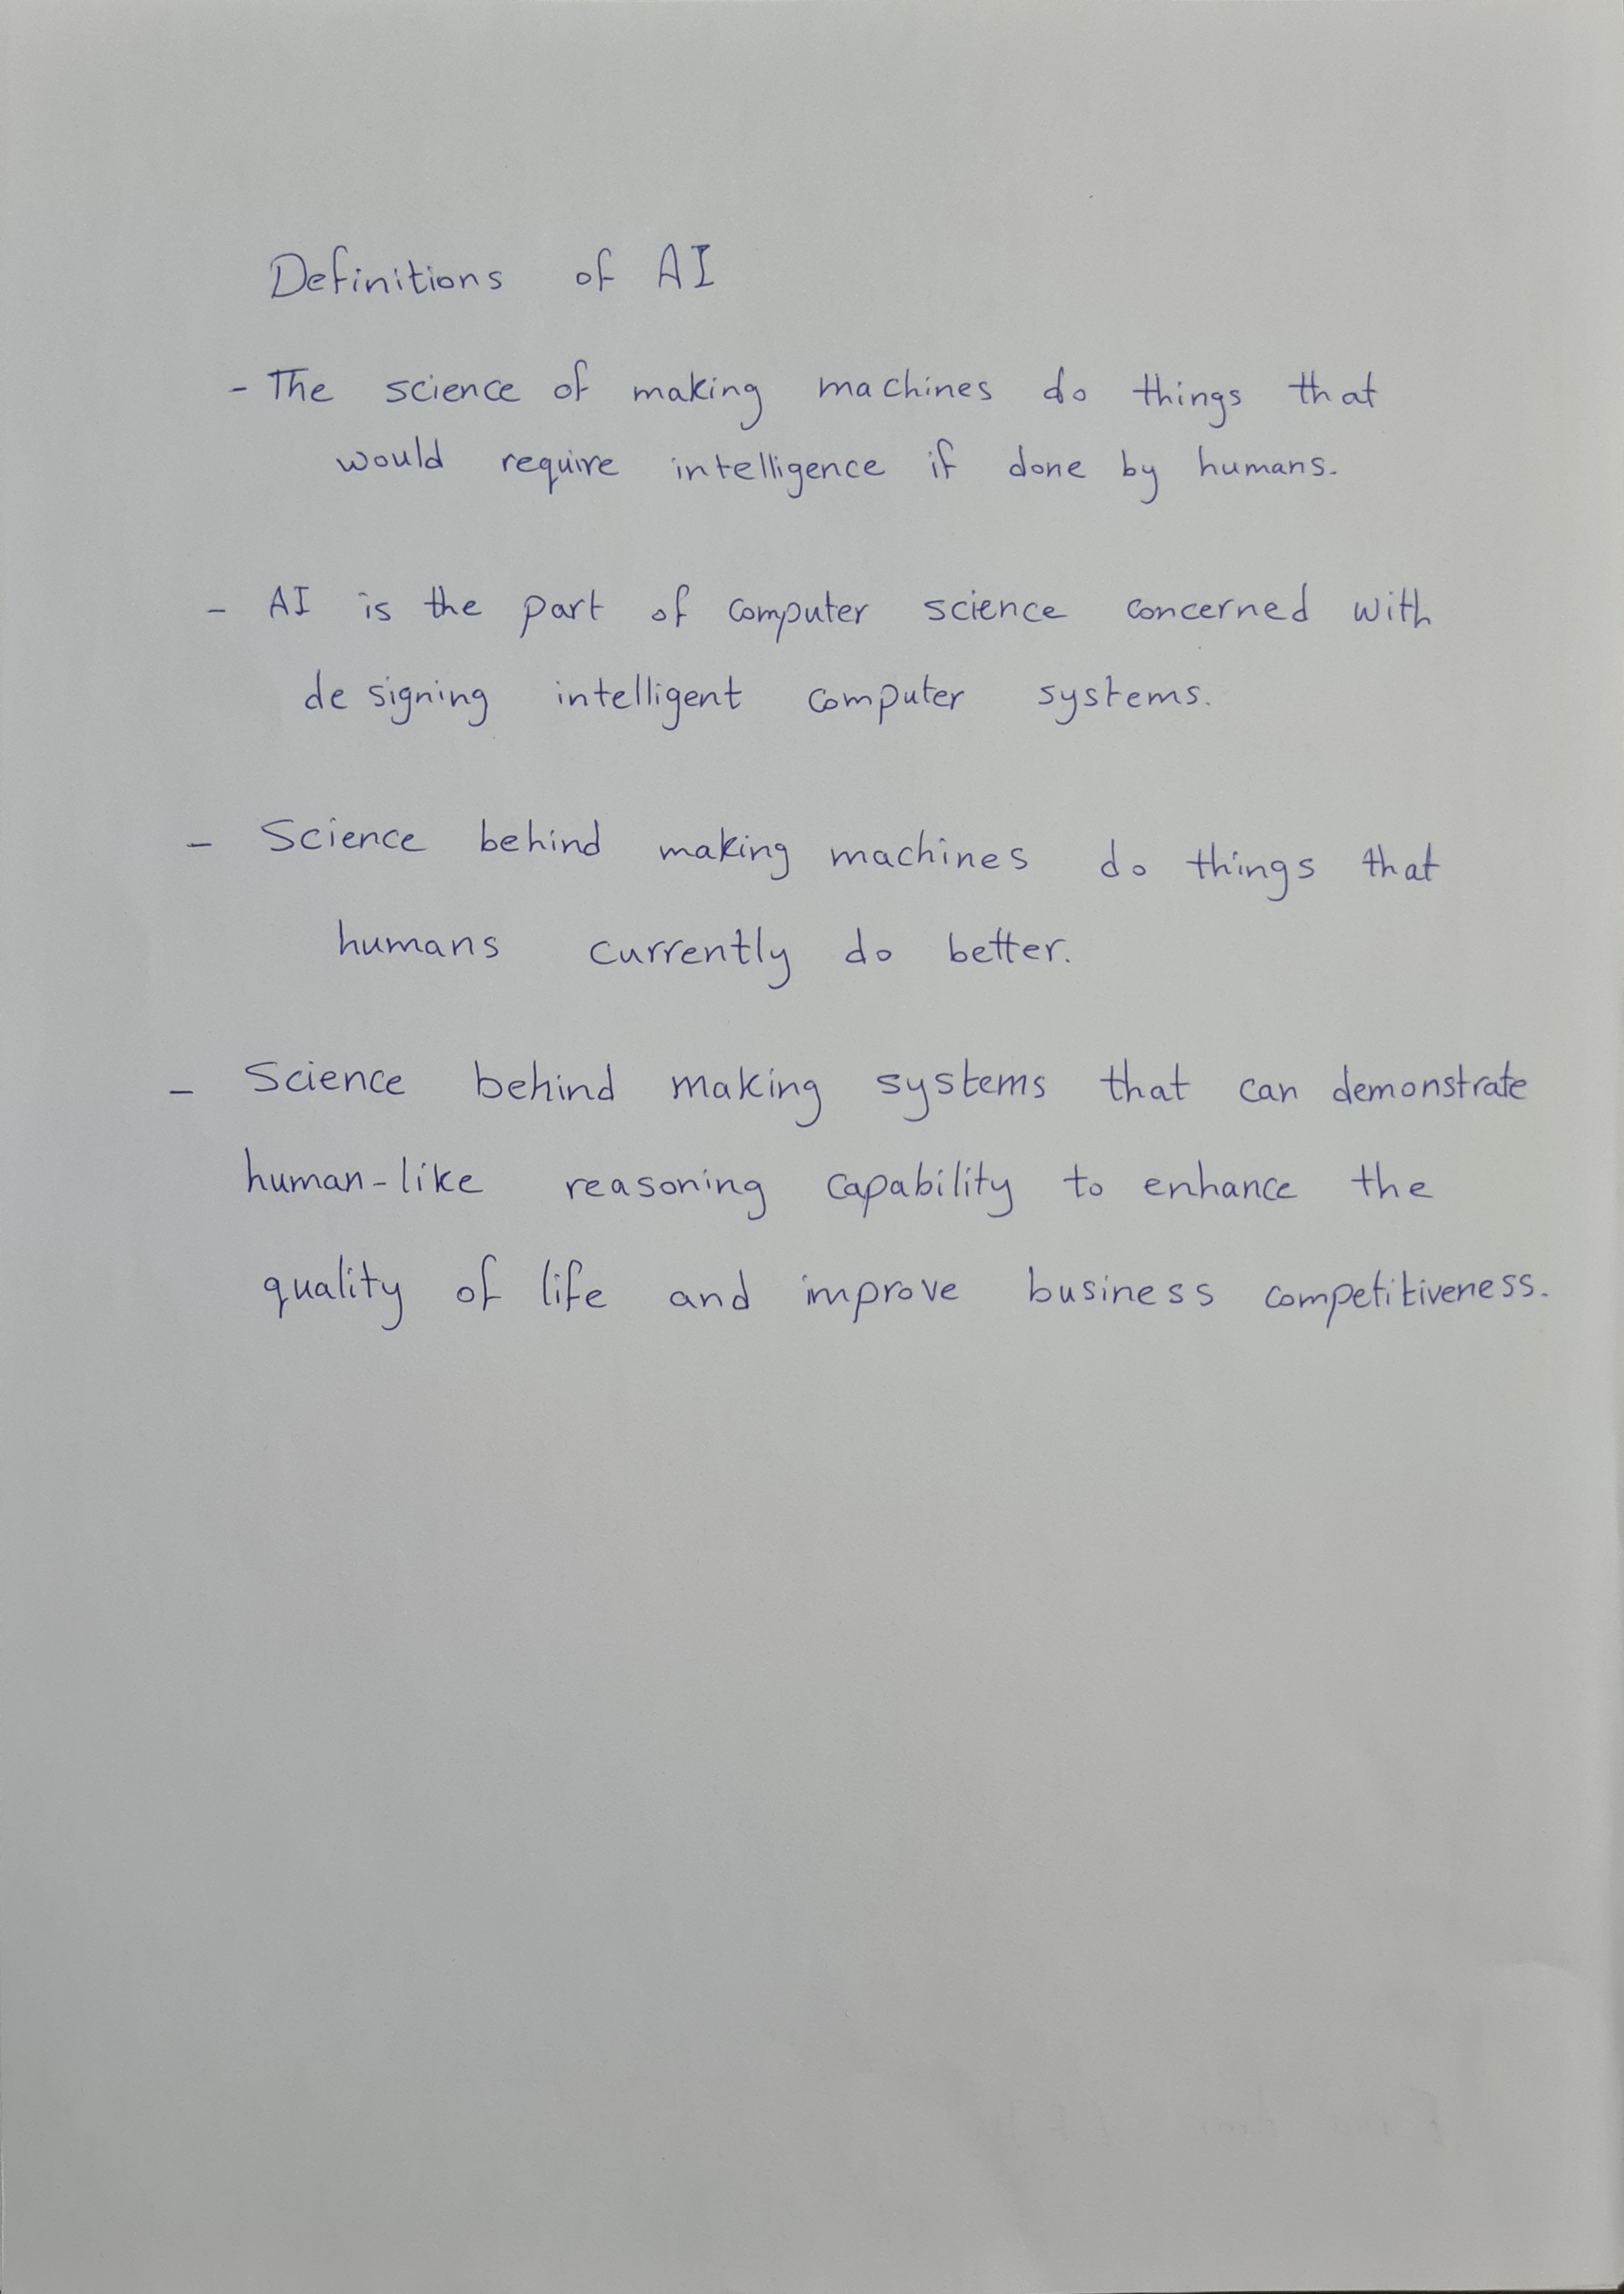 Definitions of AI
- The science of making machines do things that
would require intelligence if done by humans.
- AI is the part of computer science concerned with
designing intelligent computer systems.
- Science behind making machines do things that
humans currently do better.
- Science behind making systems that can demonstrate
human-like reasoning capability to enhance the
quality of life and improve business competitiveness.